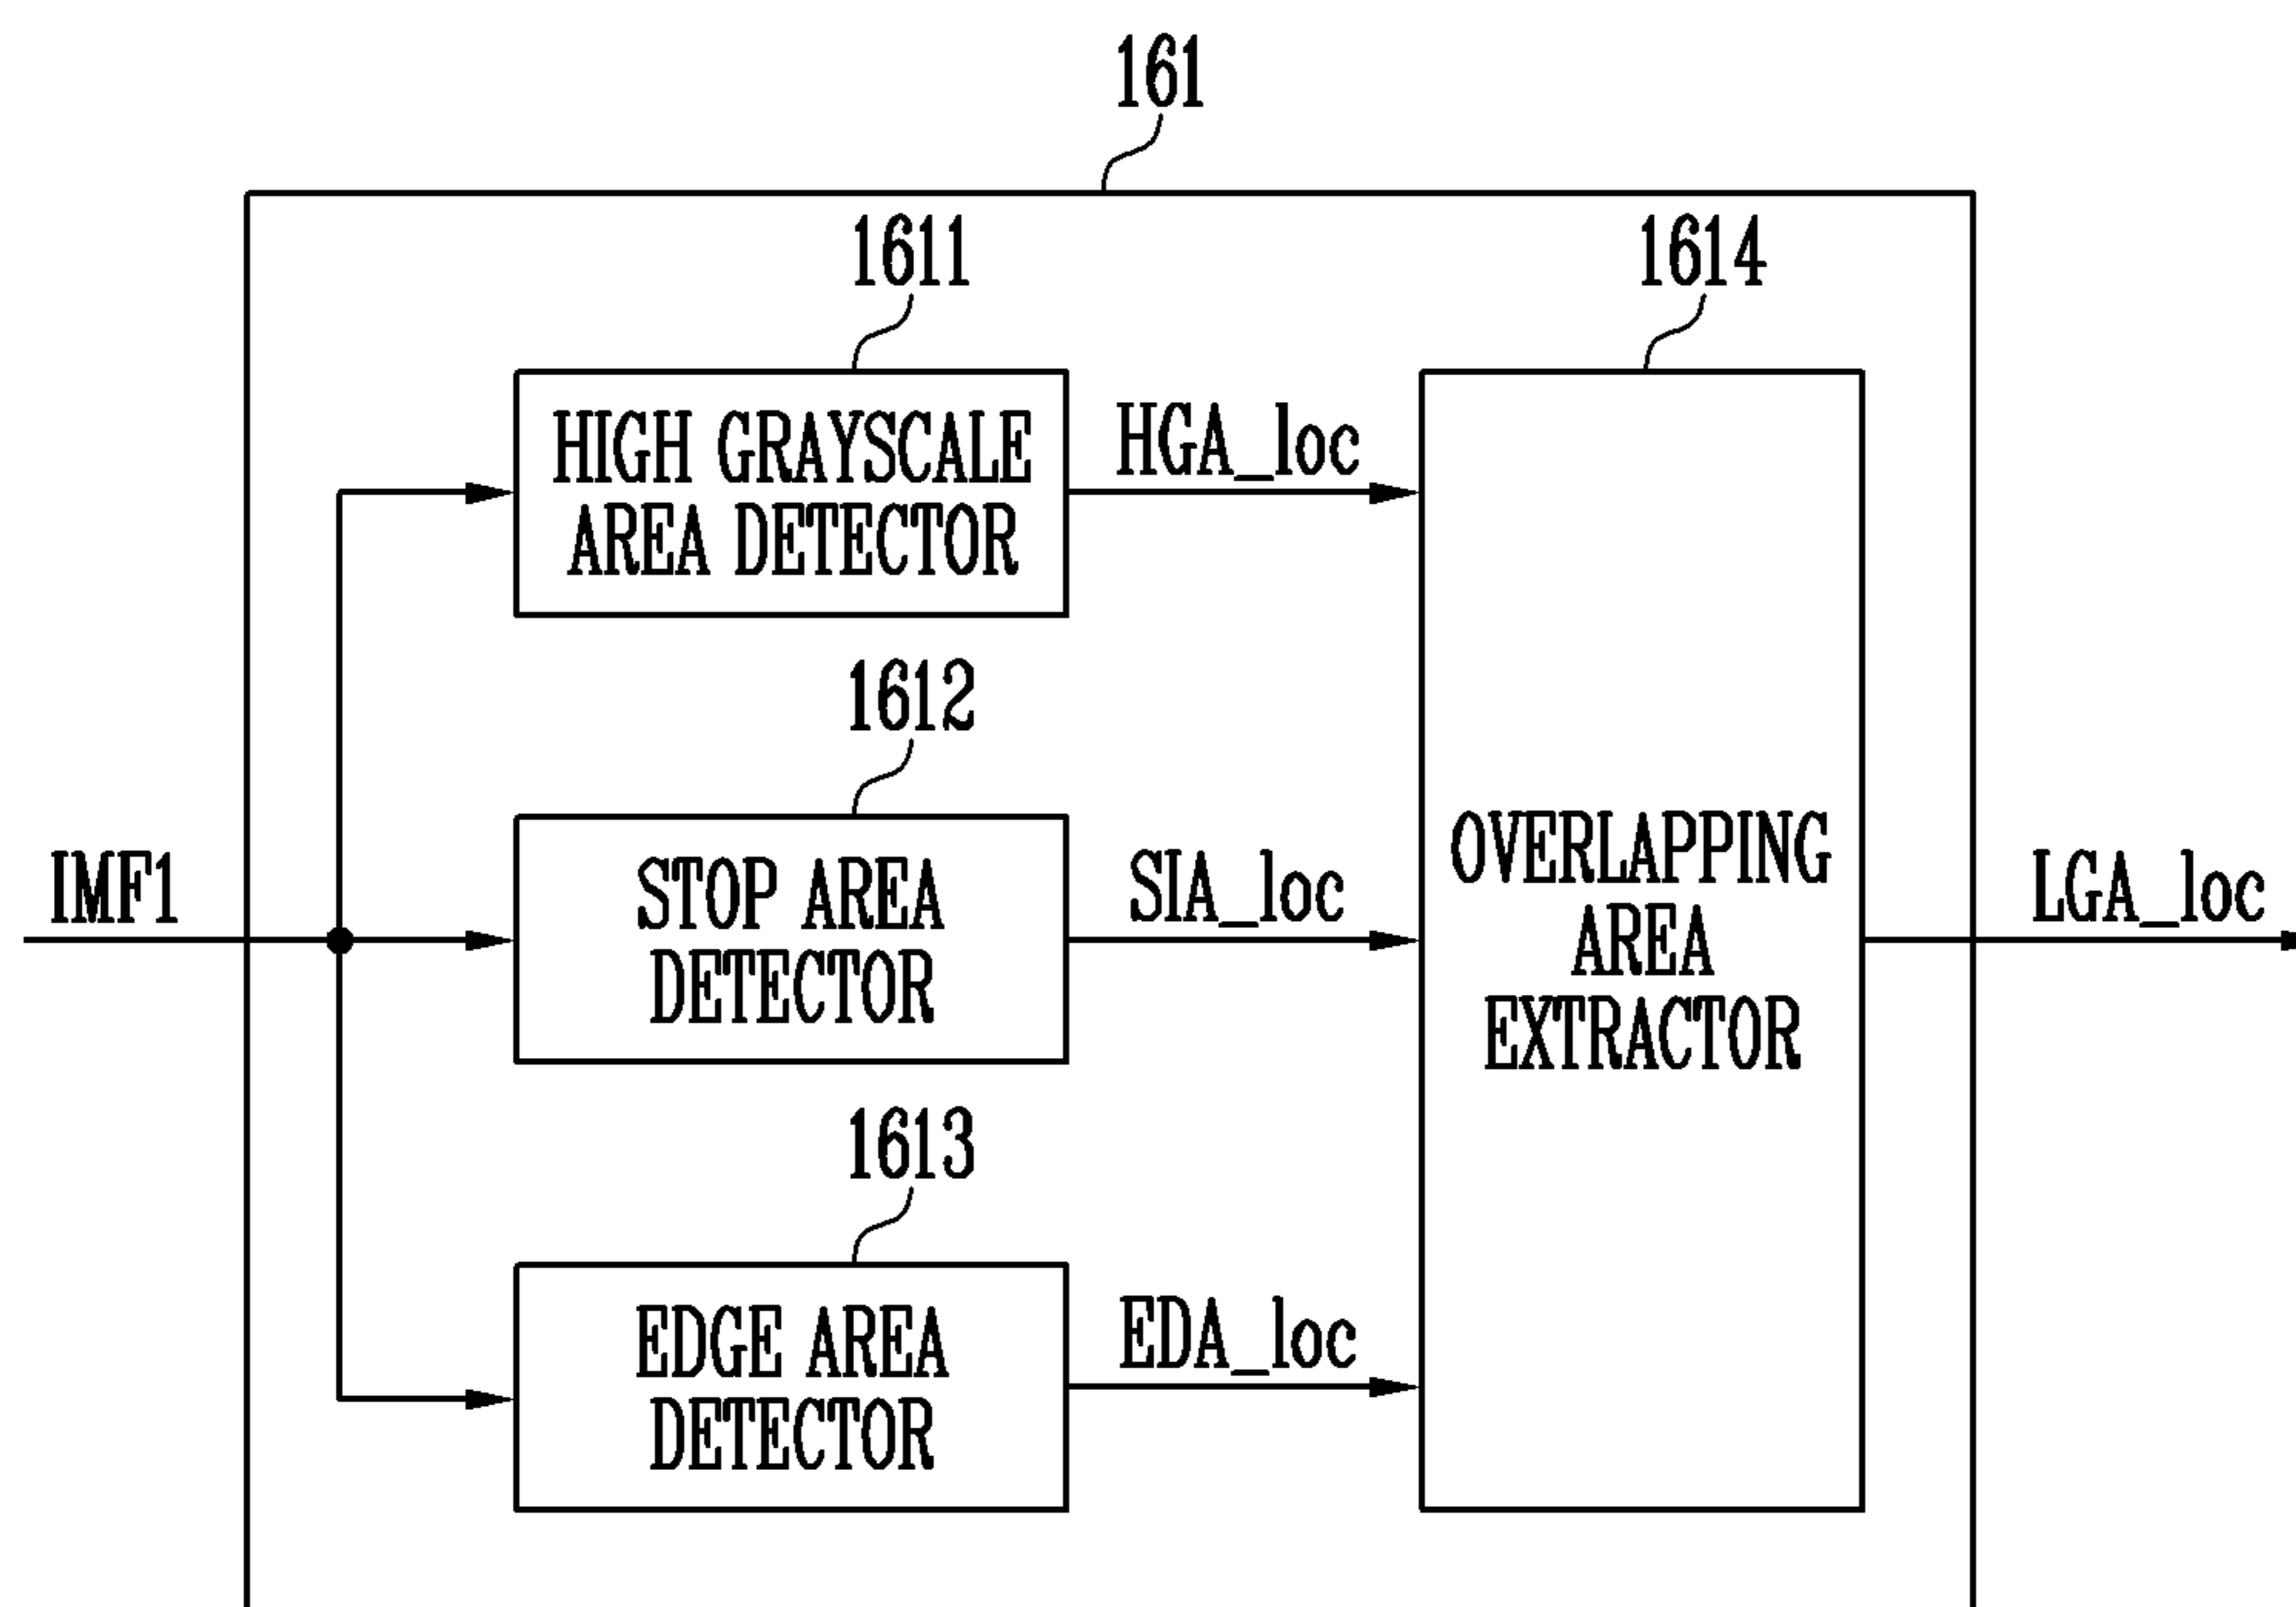 161
1611
1614
HIGH GRAYSCALE
AREA DETECTOR
HGA_loc
1612
IMF1
STOP AREA
DETECTOR
SIA_loc
OVERLAPPING
AREA
EXTRACTOR
LGA_loc
1613
EDGE AREA
DETECTOR
EDA_loc